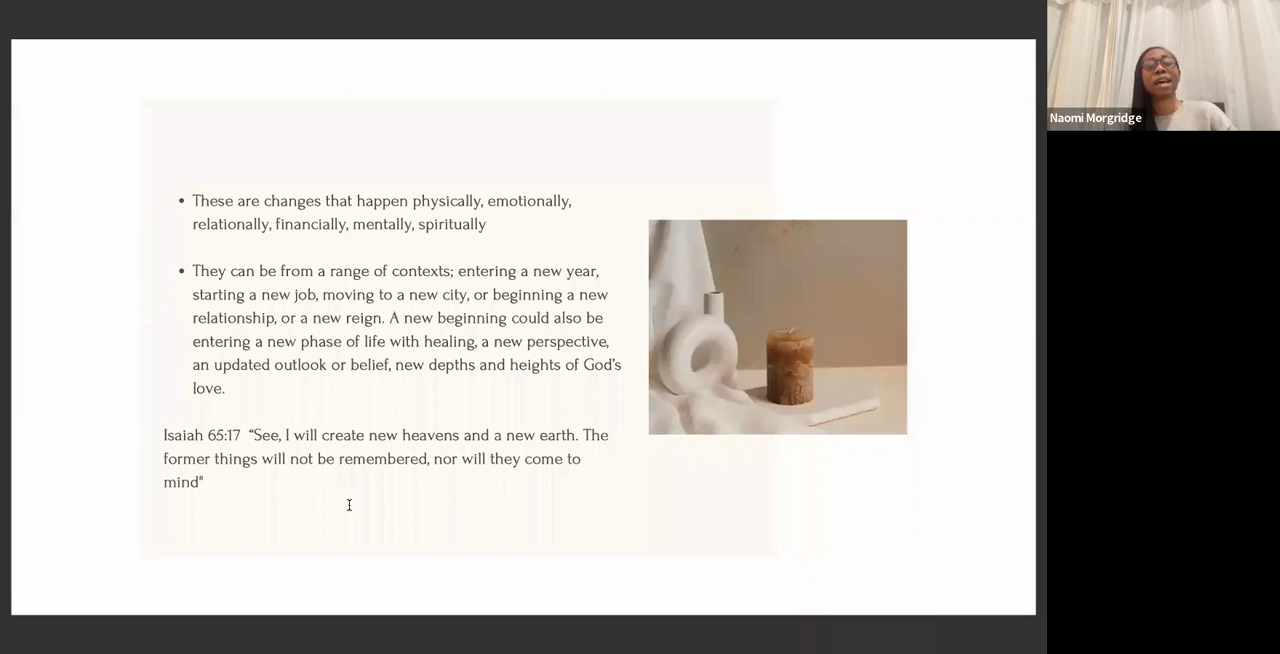 • These are changes that happen physically, emotionally,
relationally, financially, mentally, spiritually
• They can be from a range of contexts; entering a new year,
starting a new job, moving to a new city, or beginning a new
relationship, or a new reign. A new beginning could also be
entering a new phase of life with healing, a new perspective,
an updated outlook or belief, new depths and heights of God’s
love.
Isaiah 65:17  “See, I will create new heavens and a new earth. The
former things will not be remembered, nor will they come to
mind"
Naomi Morgridge